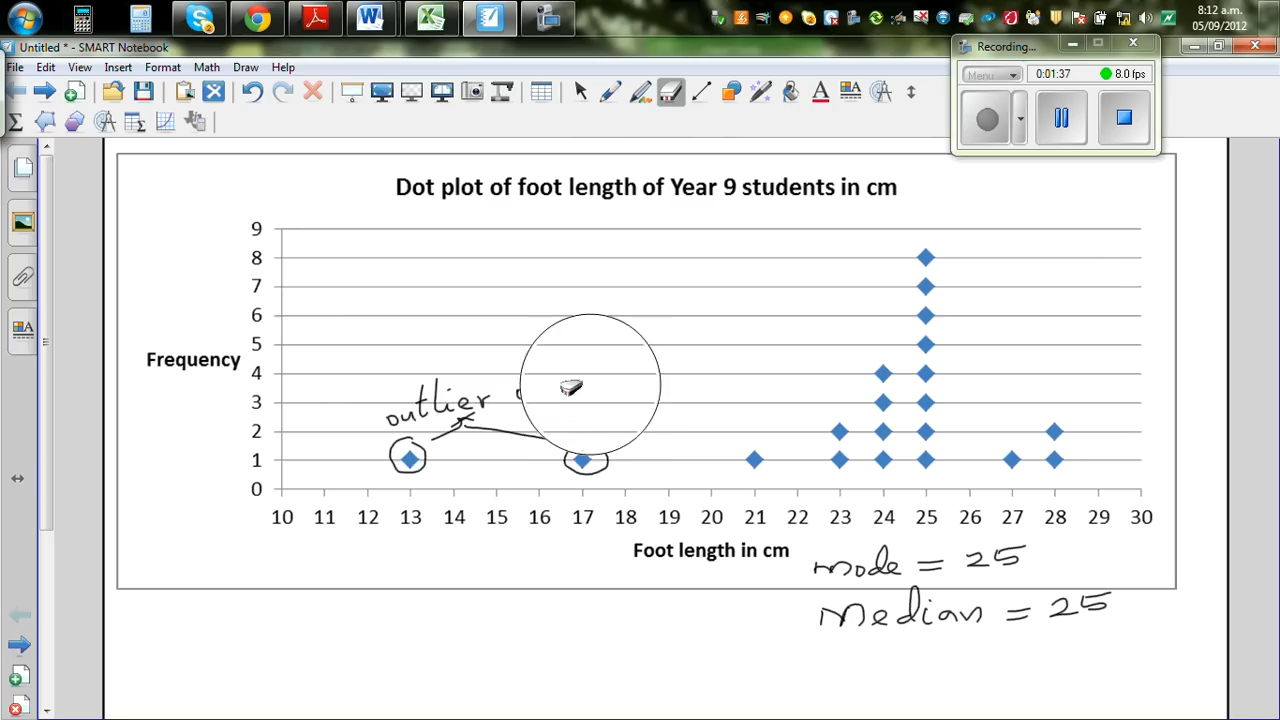 8:12 a.m.
05/09/2012
Untitled * - SMART Notebook
Recording...
File Edit View Insert Format Math Draw Help
Menu 0:01:37 8.0 fps
Dot plot of foot length of Year 9 students in cm
9
8
7
6
5
Frequency
4
3
outlier
2
1
0
10 11 12 13 14 15 16 17 18 19 20 21 22 23 24 25 26 27 28 29 30
Foot length in cm
mode = 25
Median = 25